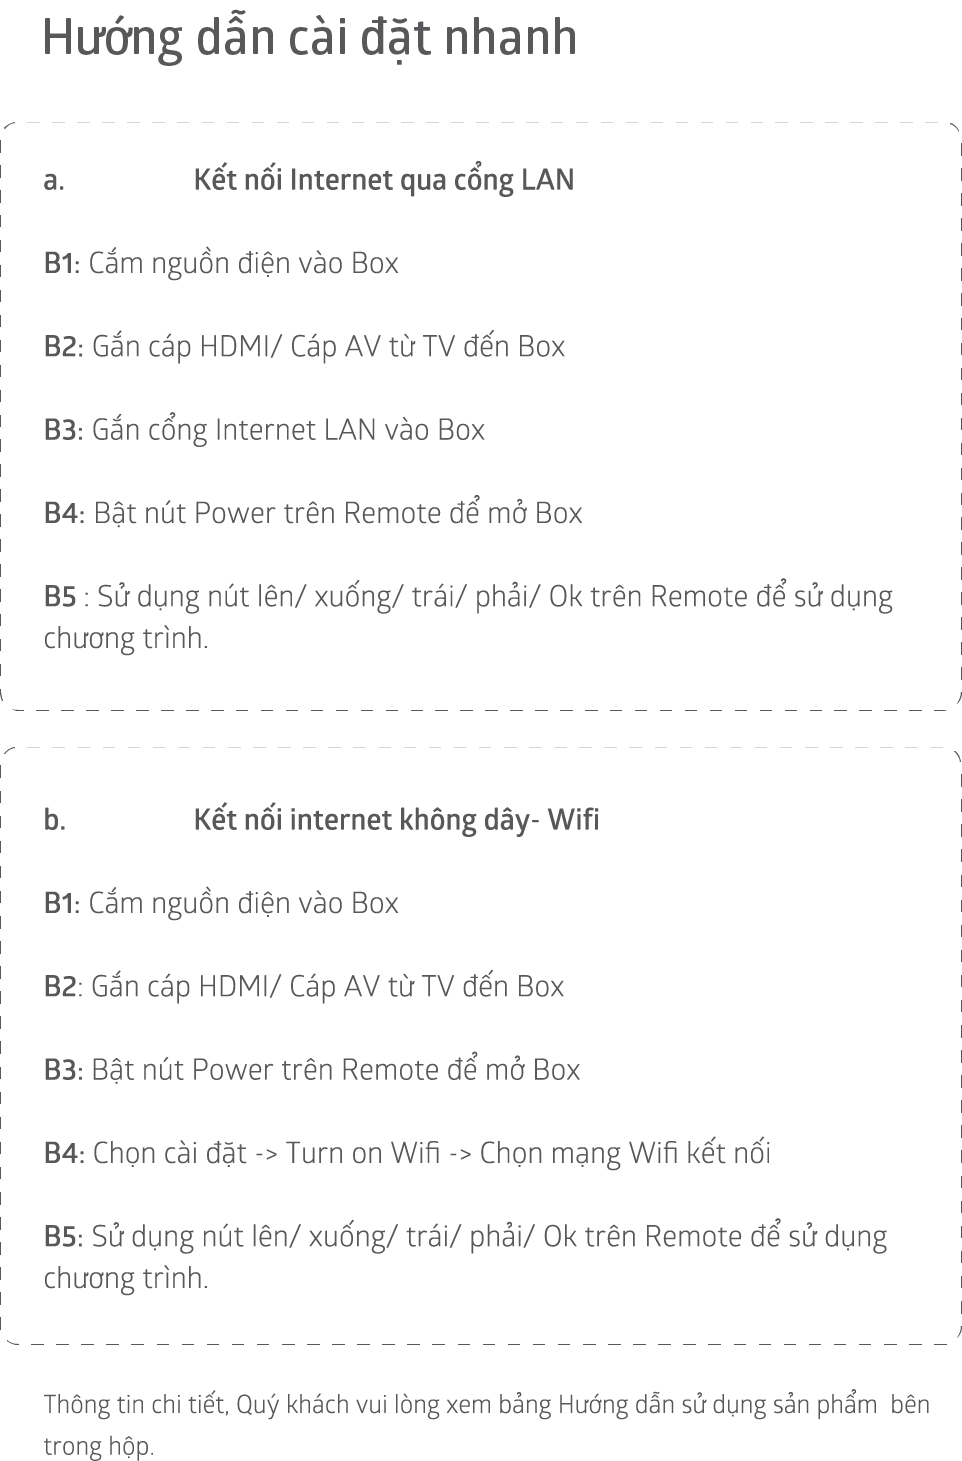 Hướng dẫn cài đặt nhanh
a. Kết nối Internet qua cổng LAN
B1: Cắm nguồn điện vào Box
B2: Gắn cáp HDMI/ Cáp AV từ TV đến Box
B3: Gắn cổng Internet LAN vào Box
B4: Bật nút Power trên Remote để mở Box
B5 : Sử dụng nút lên/ xuống/ trái/ phải/ Ok trên Remote để sử dụng
chương trình.
b. Kết nối internet không dây- Wifi
B1: Cắm nguồn điện vào Box
B2: Gắn cáp HDMI/ Cáp AV từ TV đến Box
B3: Bật nút Power trên Remote để mở Box
B4: Chọn cài đặt -> Turn on Wifi -> Chọn mạng Wifi kết nối
B5: Sử dụng nút lên/ xuống/ trái/ phải/ Ok trên Remote để sử dụng
chương trình.
Thông tin chi tiết, Quý khách vui lòng xem bảng Hướng dẫn sử dụng sản phẩm bên
trong hộp.